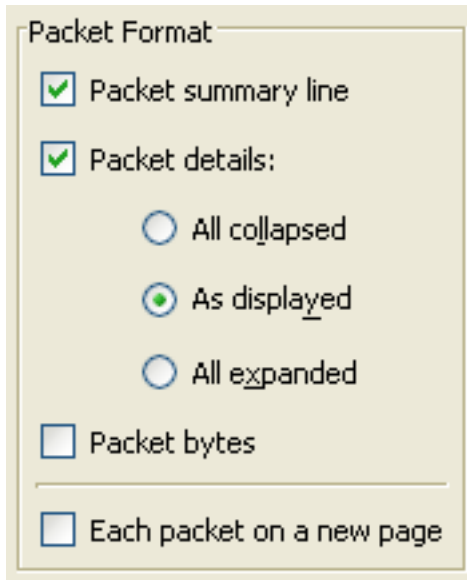 Packet Format
Packet summary line
Packet details:
All collapsed
As displayed
All expanded
Packet bytes
Each packet on a new page